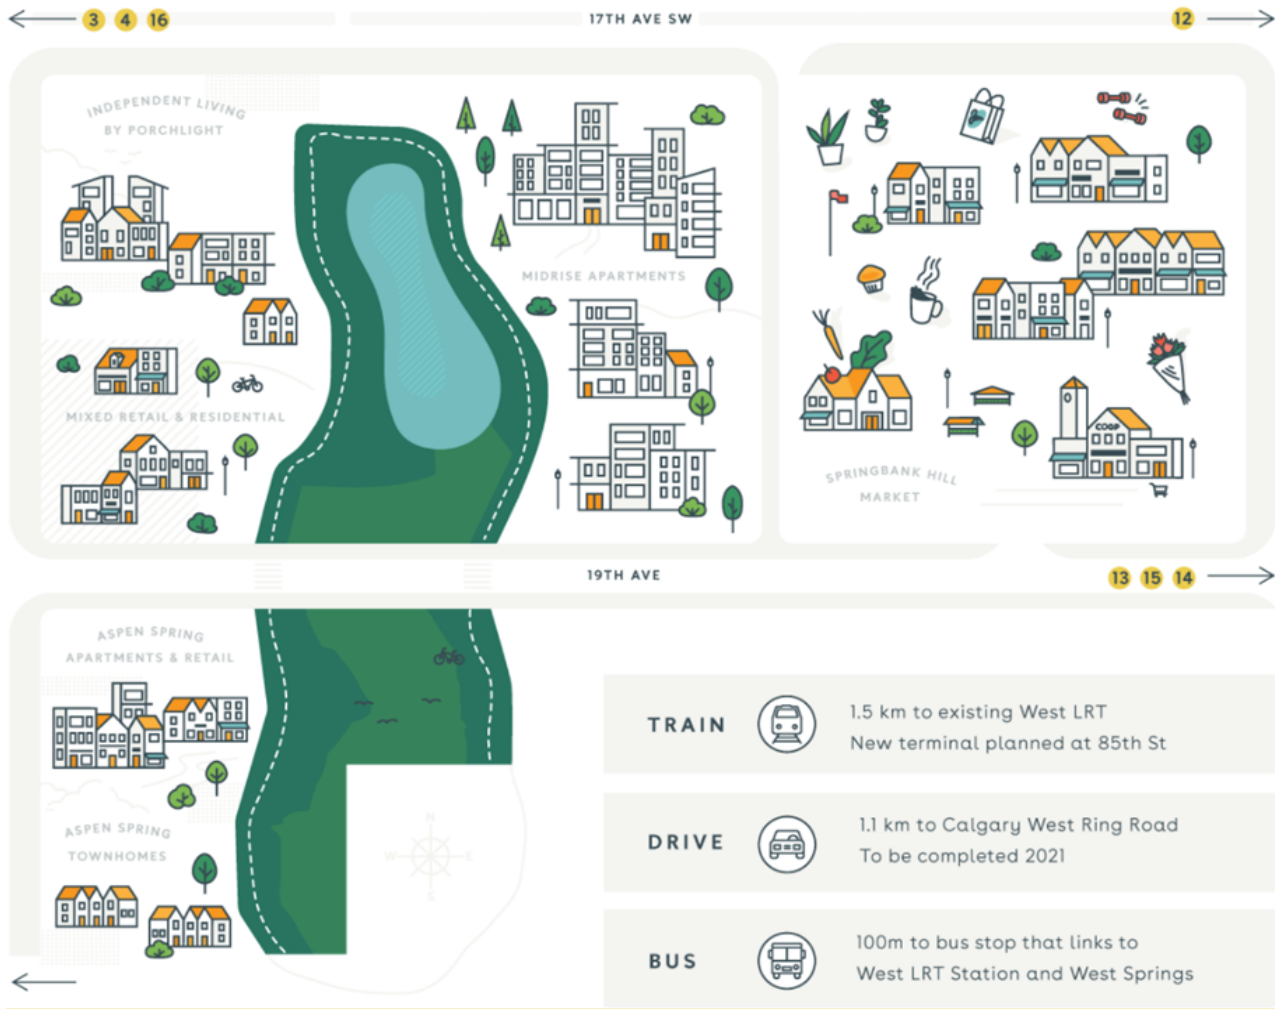 3 4 16
17TH AVE SW
12
INDEPENDENT LIVING
BY PORCHLIGHT
MIDRISE APARTMENTS
MIXED RETAIL & RESIDENTIAL
COOP
SPRINGBANK HILL
MARKET
19TH AVE
13 15 14
ASPEN SPRING
APARTMENTS & RETAIL
ASPEN SPRING
TOWNHOMES
N
W E
S
TRAIN
1.5 km to existing West LRT
New terminal planned at 85th St
DRIVE
1.1 km to Calgary West Ring Road
To be completed 2021
BUS
100m to bus stop that links to
West LRT Station and West Springs